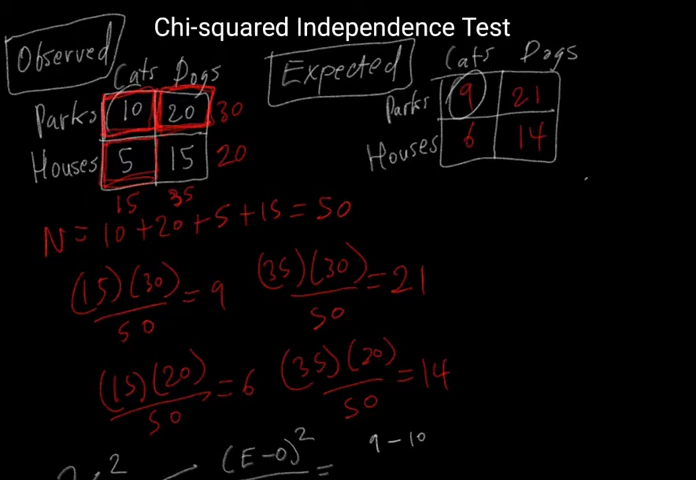 Chi-squared Independence Test
Observed
Cats Dogs
Parks 10 20 30
Houses 5 15 20
15 35
Expected
Cats Dogs
Parks 9 21
Houses 6 14
N = 10 + 20 + 5 + 15 = 50
(15)(30) / 50 = 9 (35)(30) / 50 = 21
(15)(20) / 50 = 6 (35)(20) / 50 = 14
2 (E-O)² = 9 - 10